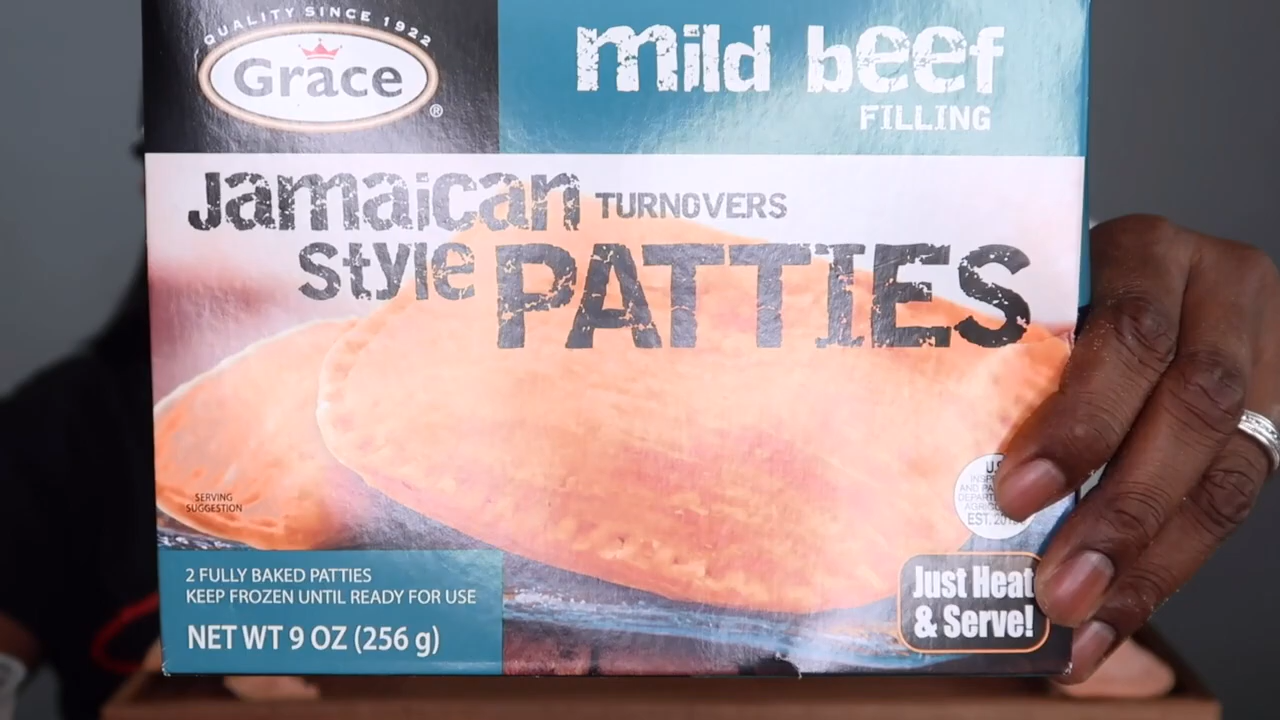 QUALITY SINCE 1922
Grace®
mild beef
FILLING
Jamaican TURNOVERS
Style PATTIES
SERVING
SUGGESTION
2 FULLY BAKED PATTIES
KEEP FROZEN UNTIL READY FOR USE
NET WT 9 OZ (256 g)
Just Heat
& Serve!